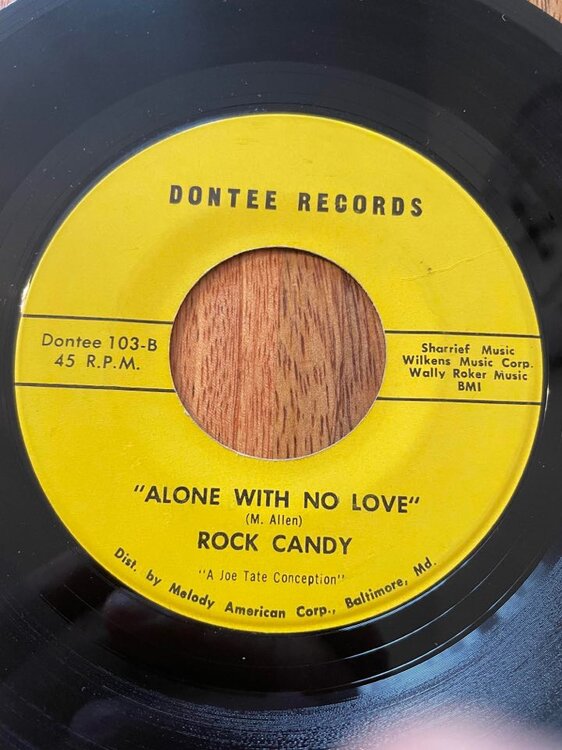 DONTEE RECORDS
Dontee 103-B
45 R.P.M.
Sharrief Music
Wilkens Music Corp.
Wally Roker Music
BMI
"ALONE WITH NO LOVE"
(M. Allen)
ROCK CANDY
"A Joe Tate Conception"
Dist. by Melody American Corp., Baltimore, Md.